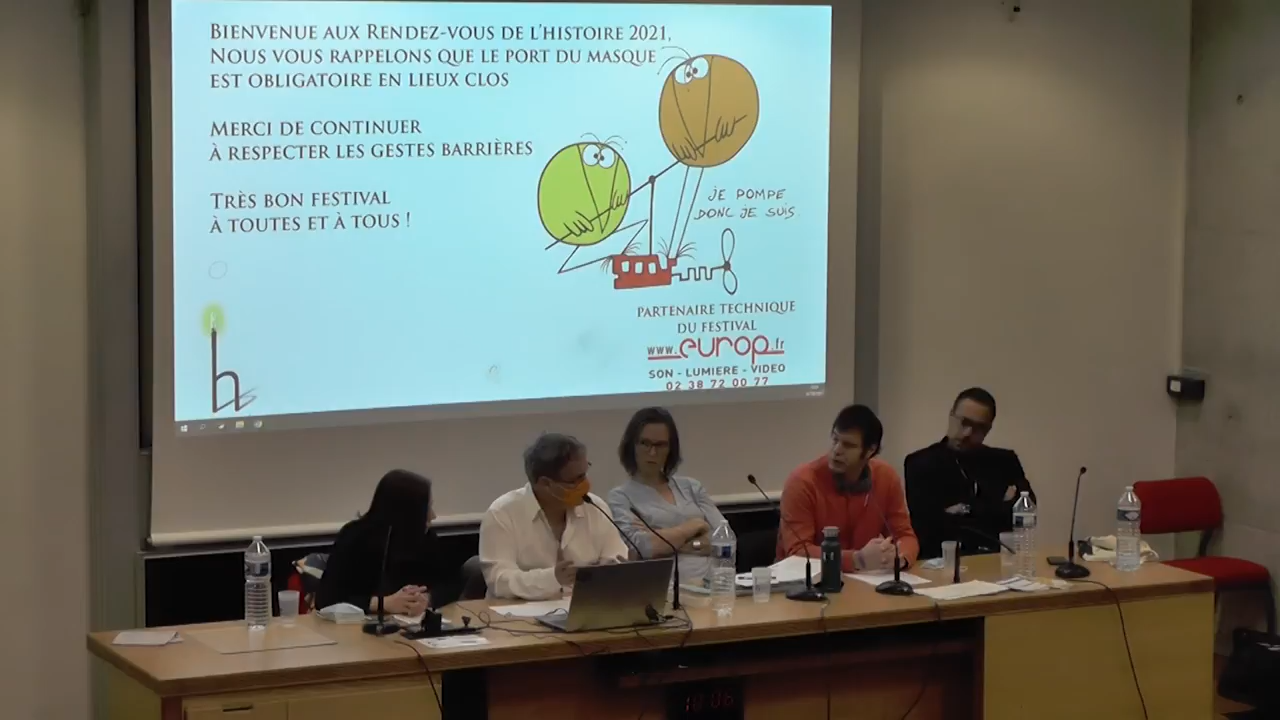 BIENVENUE AUX RENDEZ-VOUS DE L'HISTOIRE 2021,
NOUS VOUS RAPPELONS QUE LE PORT DU MASQUE
EST OBLIGATOIRE EN LIEUX CLOS
MERCI DE CONTINUER
À RESPECTER LES GESTES BARRIÈRES
TRÈS BON FESTIVAL
À TOUTES ET À TOUS !
JE POMPE
DONC JE SUIS
h
PARTENAIRE TECHNIQUE
DU FESTIVAL
www.europ.fr
SON - LUMIERE - VIDEO
02 38 72 00 77